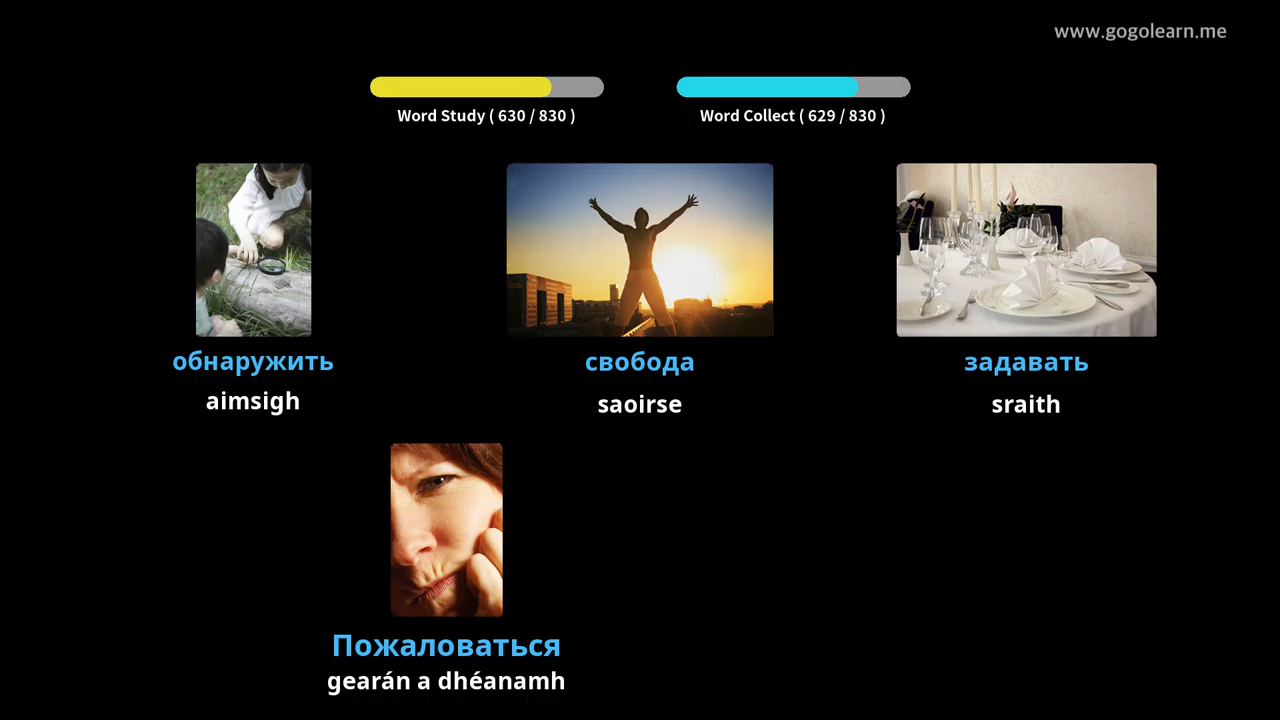 www.gogolearn.me
Word Study ( 630 / 830 )
Word Collect ( 629 / 830 )
обнаружить
aimsigh
свобода
saoirse
задавать
sraith
Пожаловаться
gearán a dhéanamh